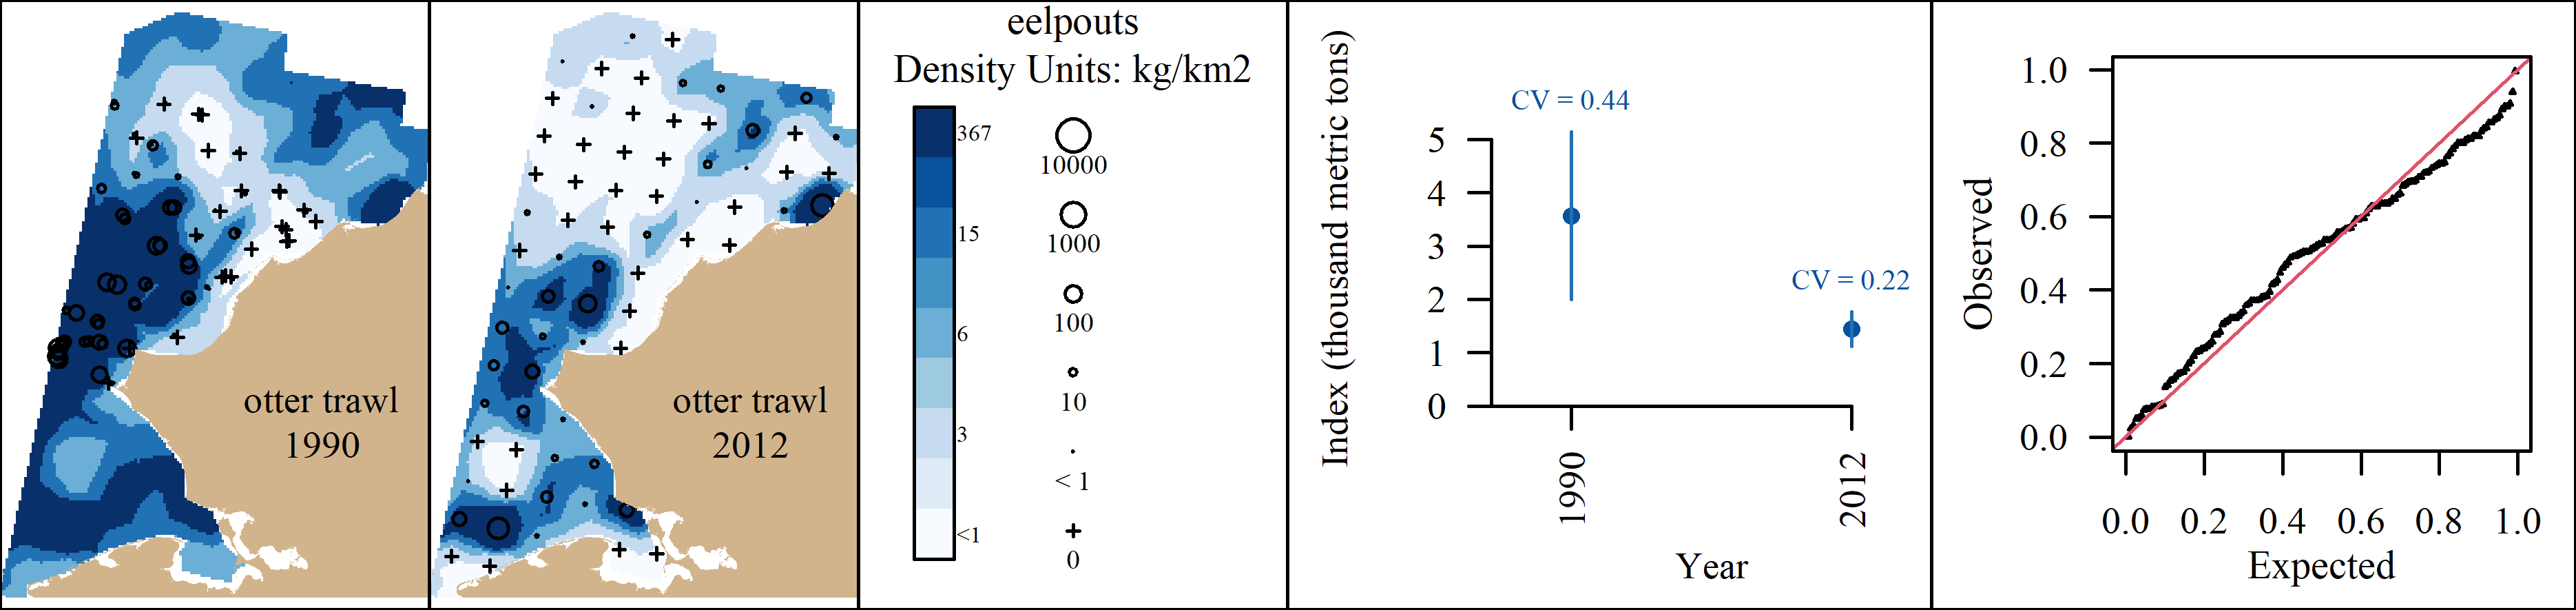 otter trawl
1990
otter trawl
2012
eelpouts
Density Units: kg/km2
367
15
6
3
<1
10000
1000
100
10
< 1
0
Index (thousand metric tons)
5
4
3
2
1
0
CV = 0.44
CV = 0.22
1990
2012
Year
Observed
1.0
0.8
0.6
0.4
0.2
0.0
0.0 0.2 0.4 0.6 0.8 1.0
Expected